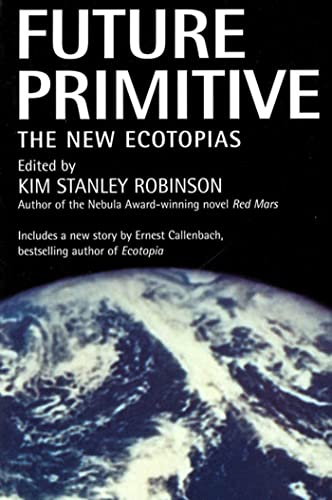 FUTURE
PRIMITIVE
THE NEW ECOTOPIAS
Edited by
KIM STANLEY ROBINSON
Author of the Nebula Award-winning novel Red Mars
Includes a new story by Ernest Callenbach,
bestselling author of Ecotopia